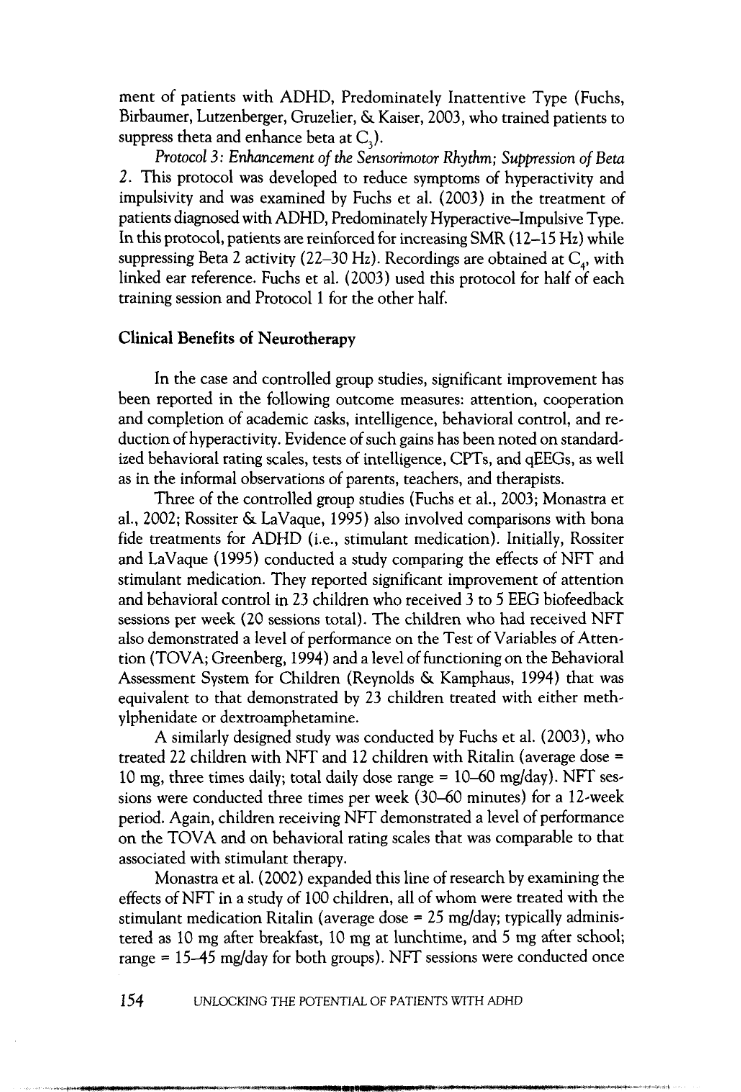 ment of patients with ADHD, Predominately Inattentive Type (Fuchs,
Birbaumer, Lutzenberger, Gruzelier, & Kaiser, 2003, who trained patients to
suppress theta and enhance beta at C₃).
Protocol 3: Enhancement of the Sensorimotor Rhythm; Suppression of Beta
2. This protocol was developed to reduce symptoms of hyperactivity and
impulsivity and was examined by Fuchs et al. (2003) in the treatment of
patients diagnosed with ADHD, Predominately Hyperactive–Impulsive Type.
In this protocol, patients are reinforced for increasing SMR (12–15 Hz) while
suppressing Beta 2 activity (22–30 Hz). Recordings are obtained at C₄, with
linked ear reference. Fuchs et al. (2003) used this protocol for half of each
training session and Protocol 1 for the other half.
Clinical Benefits of Neurotherapy
In the case and controlled group studies, significant improvement has
been reported in the following outcome measures: attention, cooperation
and completion of academic tasks, intelligence, behavioral control, and re-
duction of hyperactivity. Evidence of such gains has been noted on standard-
ized behavioral rating scales, tests of intelligence, CPTs, and qEEGs, as well
as in the informal observations of parents, teachers, and therapists.
Three of the controlled group studies (Fuchs et al., 2003; Monastra et
al., 2002; Rossiter & LaVaque, 1995) also involved comparisons with bona
fide treatments for ADHD (i.e., stimulant medication). Initially, Rossiter
and LaVaque (1995) conducted a study comparing the effects of NFT and
stimulant medication. They reported significant improvement of attention
and behavioral control in 23 children who received 3 to 5 EEG biofeedback
sessions per week (20 sessions total). The children who had received NFT
also demonstrated a level of performance on the Test of Variables of Atten-
tion (TOVA; Greenberg, 1994) and a level of functioning on the Behavioral
Assessment System for Children (Reynolds & Kamphaus, 1994) that was
equivalent to that demonstrated by 23 children treated with either meth-
ylphenidate or dextroamphetamine.
A similarly designed study was conducted by Fuchs et al. (2003), who
treated 22 children with NFT and 12 children with Ritalin (average dose =
10 mg, three times daily; total daily dose range = 10–60 mg/day). NFT ses-
sions were conducted three times per week (30–60 minutes) for a 12-week
period. Again, children receiving NFT demonstrated a level of performance
on the TOVA and on behavioral rating scales that was comparable to that
associated with stimulant therapy.
Monastra et al. (2002) expanded this line of research by examining the
effects of NFT in a study of 100 children, all of whom were treated with the
stimulant medication Ritalin (average dose = 25 mg/day; typically adminis-
tered as 10 mg after breakfast, 10 mg at lunchtime, and 5 mg after school;
range = 15–45 mg/day for both groups). NFT sessions were conducted once
154 UNLOCKING THE POTENTIAL OF PATIENTS WITH ADHD